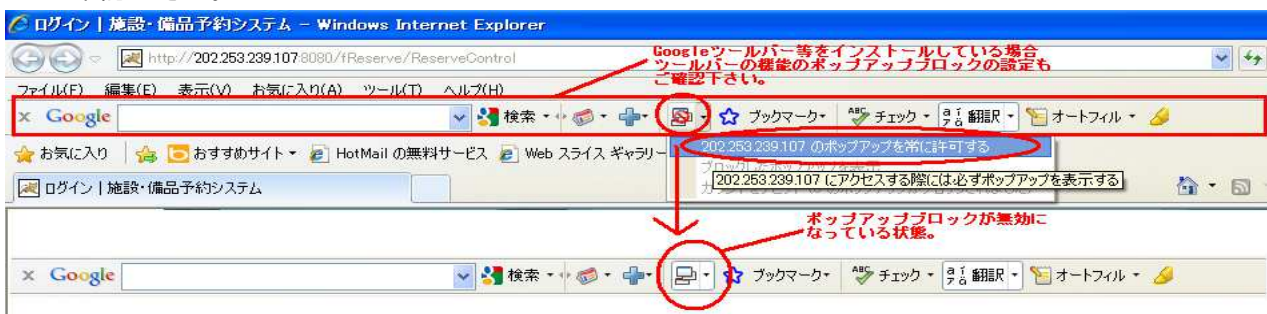 ログイン | 施設・備品予約システム - Windows Internet Explorer
http://202.253.239.107:8080/fReserve/ReserveControl
Googleツールバー等をインストールしている場合
ツールバーの機能のポップアップブロックの設定も
ご確認下さい。
ファイル(F) 編集(E) 表示(V) お気に入り(A) ツール(T) ヘルプ(H)
× Google 検索 ブックマーク ABC チェック 翻訳 オートフィル
お気に入り おすすめサイト HotMail の無料サービス Web スライス ギャラリー
202.253.239.107 のポップアップを常に許可する
202.253.239.107 にアクセスする際には必ずポップアップを表示する
ログイン | 施設・備品予約システム
ポップアップブロックが無効に
なっている状態。
× Google 検索 ブックマーク ABC チェック 翻訳 オートフィル